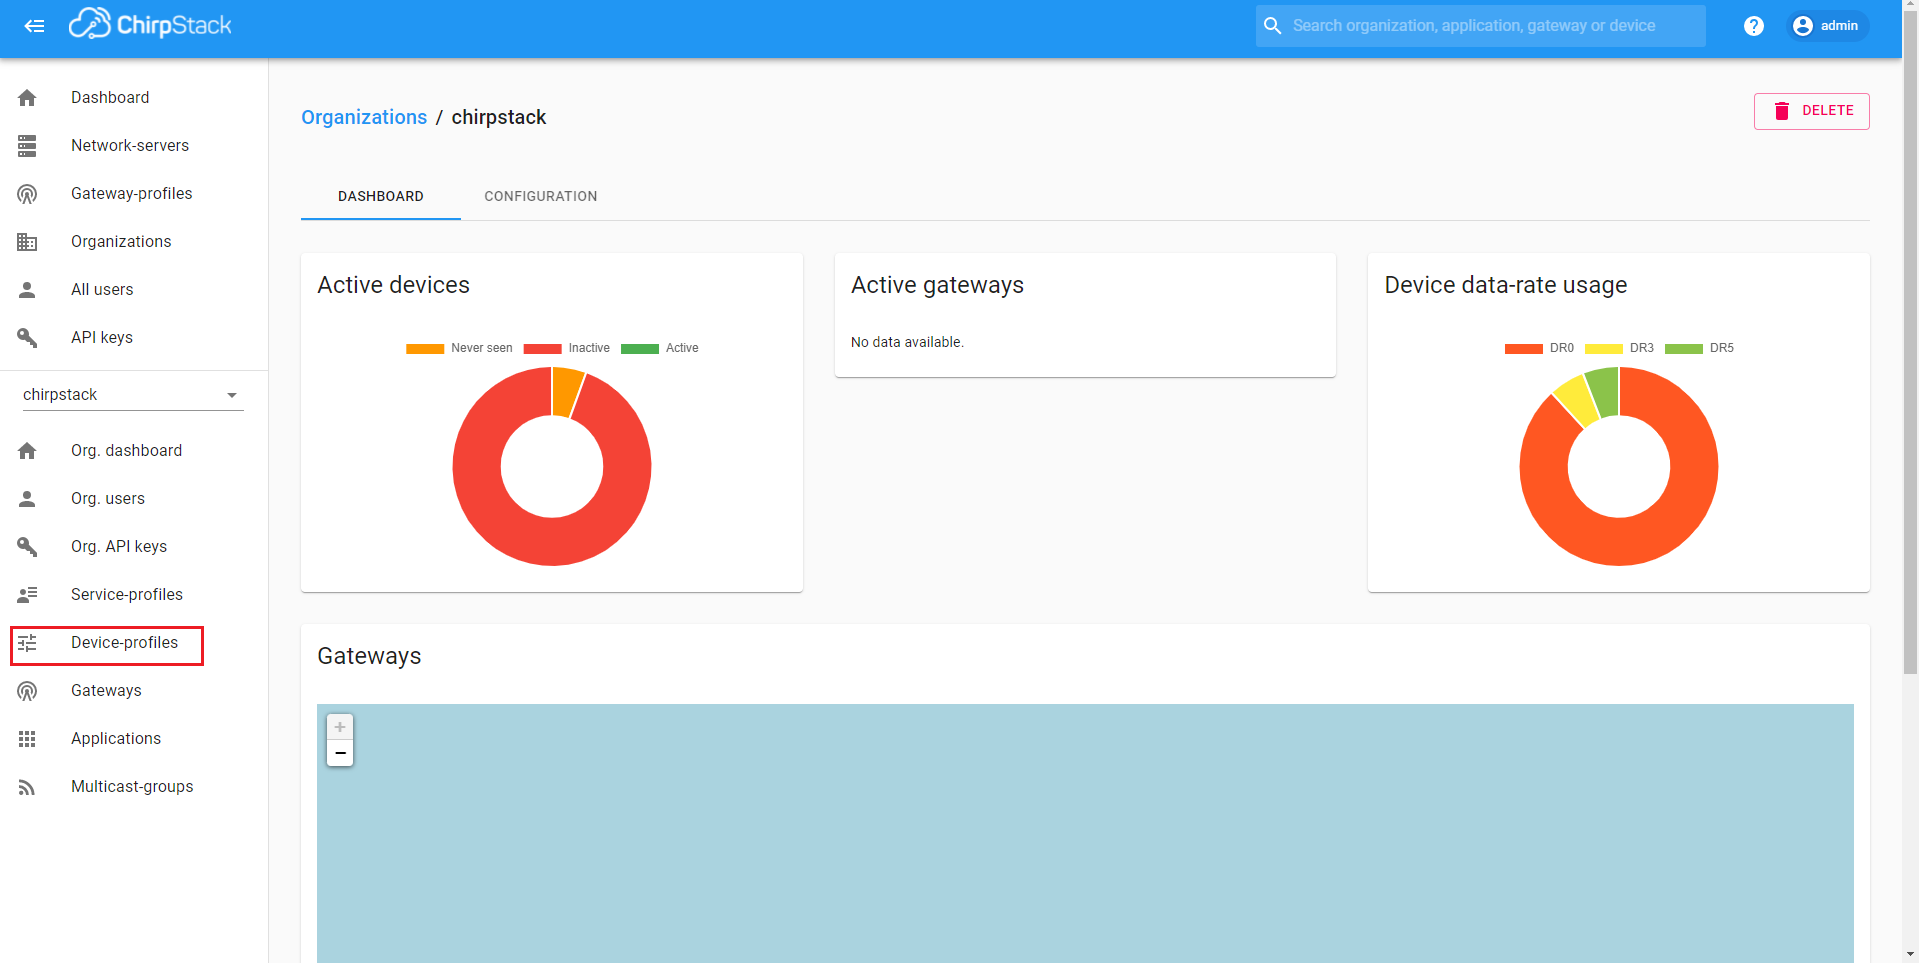 ChirpStack
Search organization, application, gateway or device
?
admin
Dashboard
Network-servers
Gateway-profiles
Organizations
All users
API keys
chirpstack
Org. dashboard
Org. users
Org. API keys
Service-profiles
Device-profiles
Gateways
Applications
Multicast-groups
Organizations / chirpstack
DELETE
DASHBOARD CONFIGURATION
Active devices
Never seen Inactive Active
Active gateways
No data available.
Device data-rate usage
DR0 DR3 DR5
Gateways
+
−